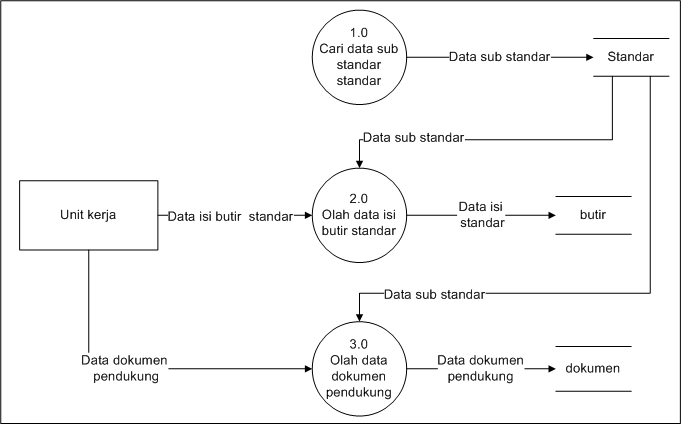 1.0
Cari data sub
standar
standar
Data sub standar
Standar
Data sub standar
Unit kerja
Data isi butir standar
2.0
Olah data isi
butir standar
Data isi
standar
butir
Data sub standar
Data dokumen
pendukung
3.0
Olah data
dokumen
pendukung
Data dokumen
pendukung
dokumen